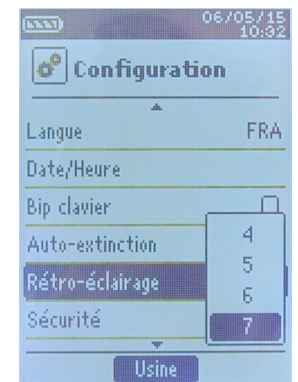 06/05/15
10:32
Configuration
Langue FRA
Date/Heure
Bip clavier
Auto-extinction
Rétro-éclairage
Sécurité
4
5
6
7
Usine